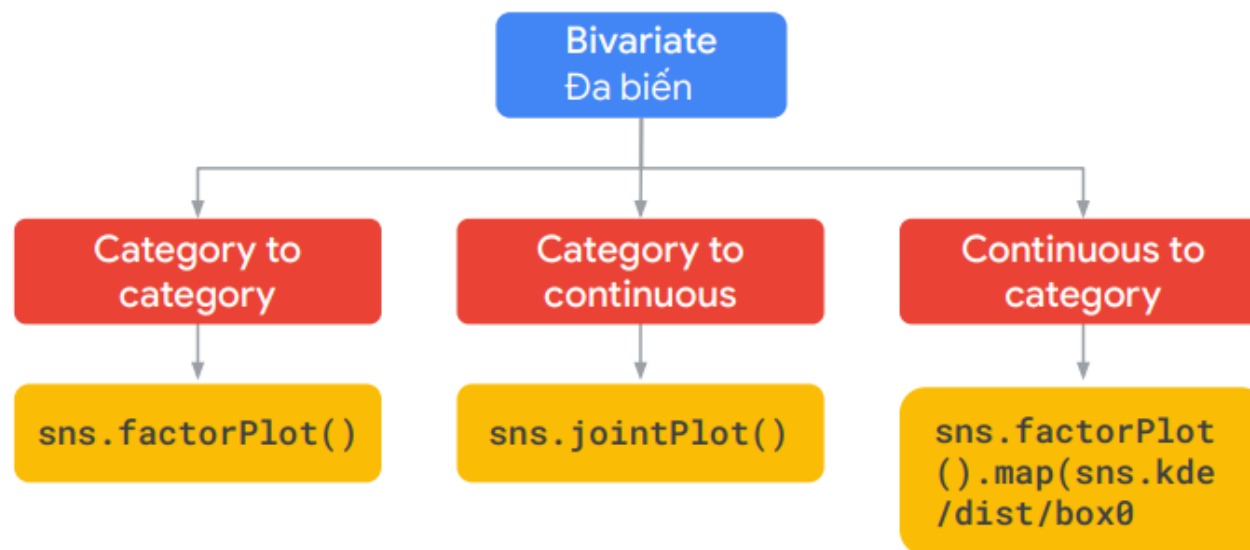 Bivariate
Đa biến
Category to
category
Category to
continuous
Continuous to
category
sns.factorPlot()
sns.jointPlot()
sns.factorPlot
().map(sns.kde
/dist/box0